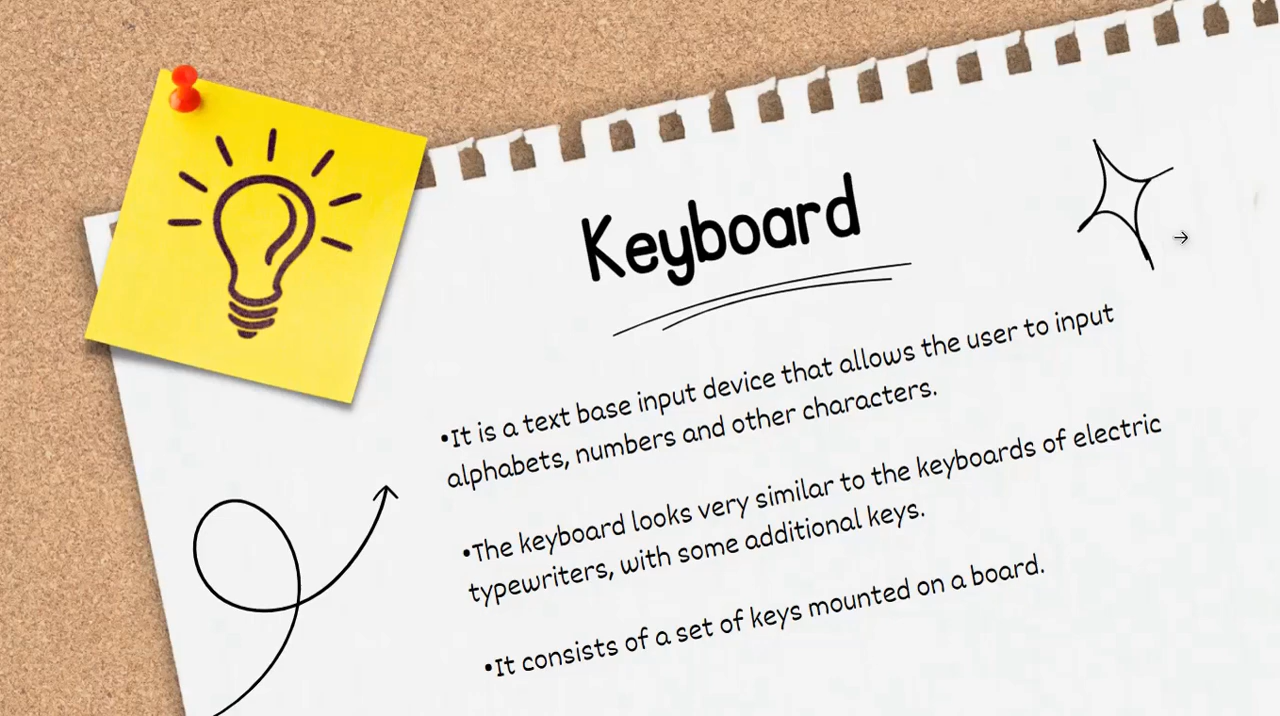 Keyboard
•It is a text base input device that allows the user to input
alphabets, numbers and other characters.
•The keyboard looks very similar to the keyboards of electric
typewriters, with some additional keys.
•It consists of a set of keys mounted on a board.